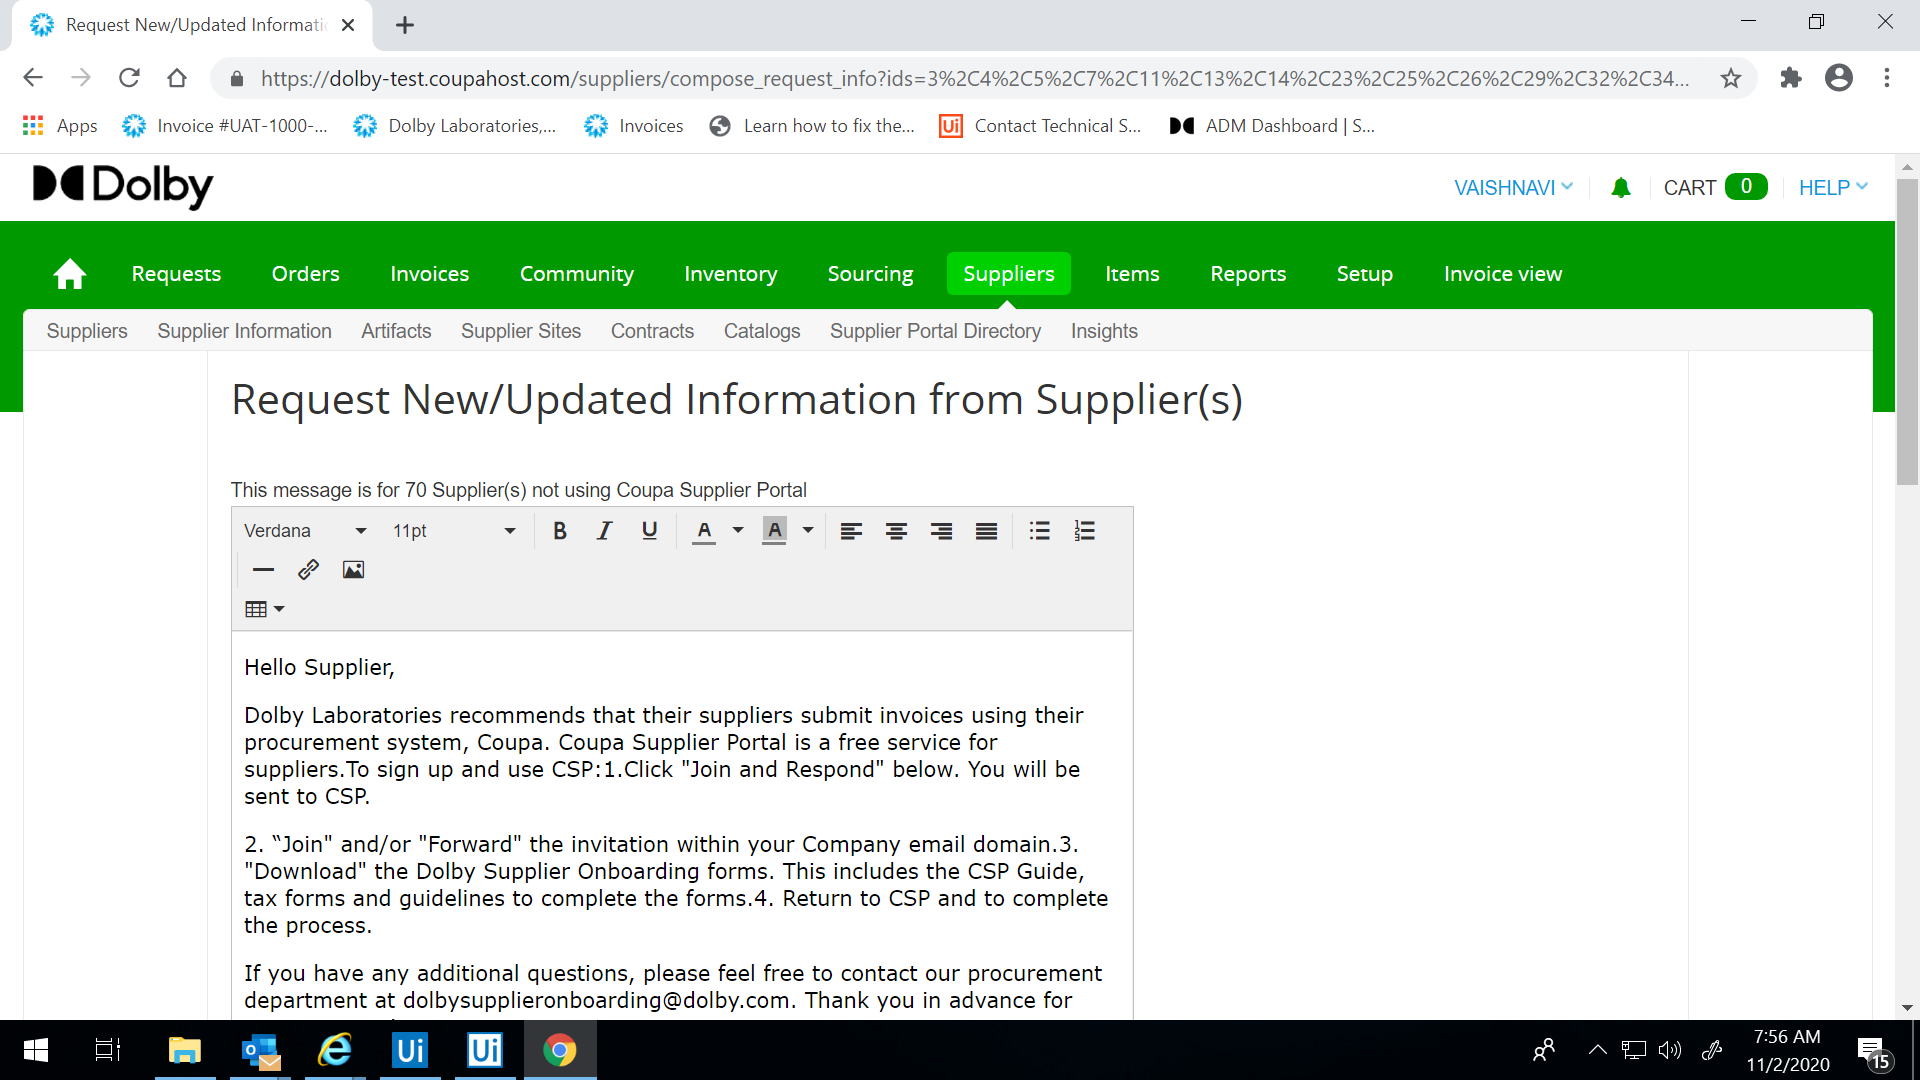 Request New/Updated Informati
https://dolby-test.coupahost.com/suppliers/compose_request_info?ids=3%2C4%2C5%2C7%2C11%2C13%2C14%2C23%2C25%2C26%2C29%2C32%2C34...
Apps Invoice #UAT-1000-... Dolby Laboratories,... Invoices Learn how to fix the... Ui Contact Technical S... ADM Dashboard | S...
Dolby VAISHNAVI CART 0 HELP
Requests Orders Invoices Community Inventory Sourcing Suppliers Items Reports Setup Invoice view
Suppliers Supplier Information Artifacts Supplier Sites Contracts Catalogs Supplier Portal Directory Insights
Request New/Updated Information from Supplier(s)
This message is for 70 Supplier(s) not using Coupa Supplier Portal
Verdana 11pt B I U A A
Hello Supplier,
Dolby Laboratories recommends that their suppliers submit invoices using their
procurement system, Coupa. Coupa Supplier Portal is a free service for
suppliers.To sign up and use CSP:1.Click "Join and Respond" below. You will be
sent to CSP.
2. “Join" and/or "Forward" the invitation within your Company email domain.3.
"Download" the Dolby Supplier Onboarding forms. This includes the CSP Guide,
tax forms and guidelines to complete the forms.4. Return to CSP and to complete
the process.
If you have any additional questions, please feel free to contact our procurement
department at dolbysupplieronboarding@dolby.com. Thank you in advance for
Ui Ui
7:56 AM
11/2/2020
15